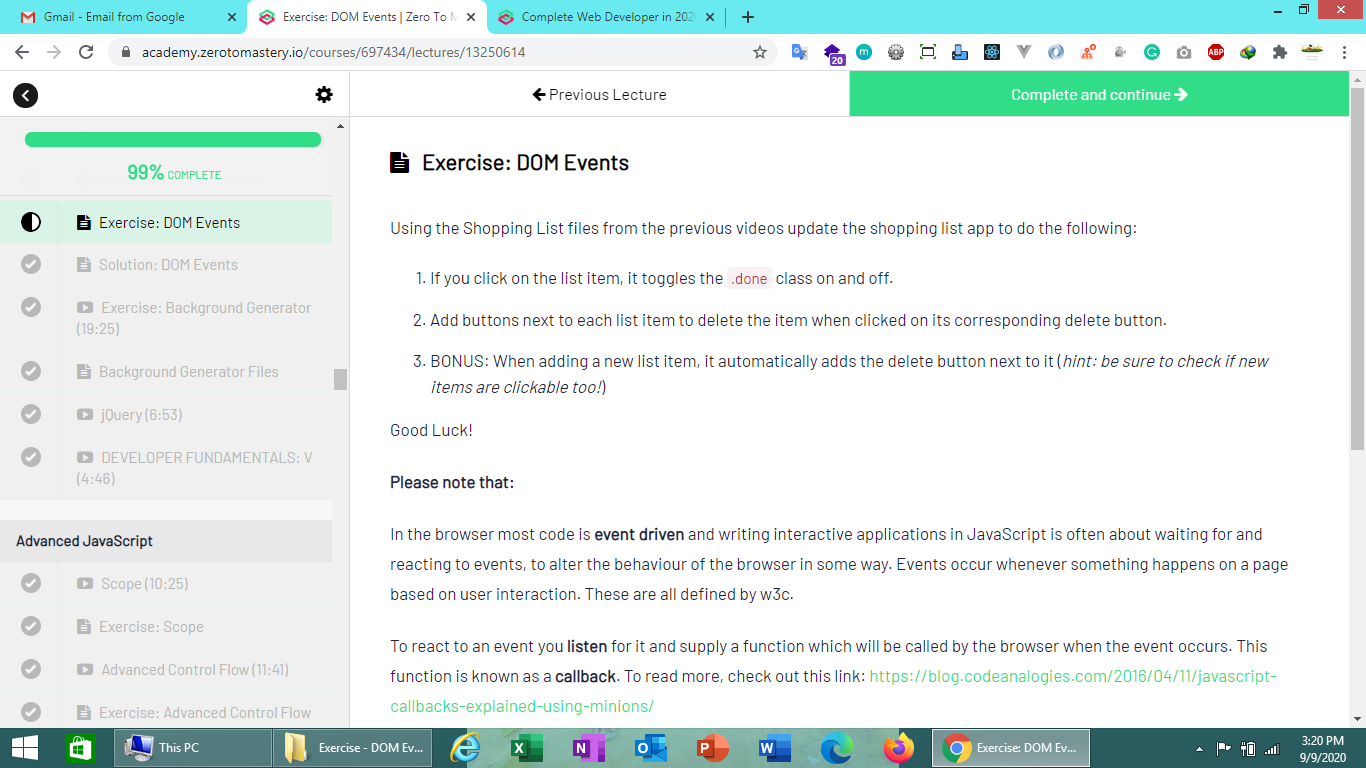 Gmail - Email from Google
Exercise: DOM Events | Zero To M
Complete Web Developer in 202
academy.zerotomastery.io/courses/697434/lectures/13250614
20
ABP
Previous Lecture
Complete and continue
99% COMPLETE
Exercise: DOM Events
Solution: DOM Events
Exercise: Background Generator
(19:25)
Background Generator Files
jQuery (6:53)
DEVELOPER FUNDAMENTALS: V
(4:46)
Advanced JavaScript
Scope (10:25)
Exercise: Scope
Advanced Control Flow (11:41)
Exercise: Advanced Control Flow
Exercise: DOM Events
Using the Shopping List files from the previous videos update the shopping list app to do the following:
1. If you click on the list item, it toggles the .done class on and off.
2. Add buttons next to each list item to delete the item when clicked on its corresponding delete button.
3. BONUS: When adding a new list item, it automatically adds the delete button next to it (hint: be sure to check if new
items are clickable too!)
Good Luck!
Please note that:
In the browser most code is event driven and writing interactive applications in JavaScript is often about waiting for and
reacting to events, to alter the behaviour of the browser in some way. Events occur whenever something happens on a page
based on user interaction. These are all defined by w3c.
To react to an event you listen for it and supply a function which will be called by the browser when the event occurs. This
function is known as a callback. To read more, check out this link: https://blog.codeanalogies.com/2016/04/11/javascript-
callbacks-explained-using-minions/
This PC
Exercise - DOM Ev...
Exercise: DOM Ev...
3:20 PM
9/9/2020